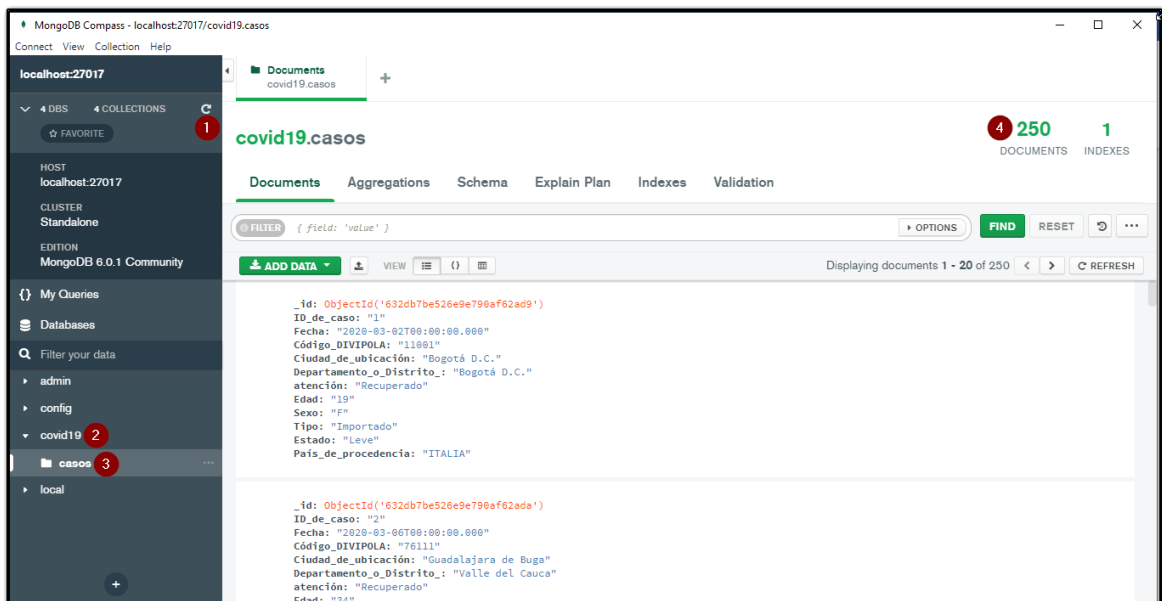 MongoDB Compass - localhost:27017/covid19.casos
Connect View Collection Help
localhost:27017
4 DBS 4 COLLECTIONS
1
FAVORITE
HOST
localhost:27017
CLUSTER
Standalone
EDITION
MongoDB 6.0.1 Community
{} My Queries
Databases
Filter your data
admin
config
covid19 2
casos 3 ...
local
+
Documents
covid19.casos
+
covid19.casos
4 250
DOCUMENTS
1
INDEXES
Documents Aggregations Schema Explain Plan Indexes Validation
FILTER { field: 'value' } OPTIONS FIND RESET ...
ADD DATA VIEW {} Displaying documents 1 - 20 of 250 < > REFRESH
_id: ObjectId('632db7be526e9e790af62ad9')
ID_de_caso: "1"
Fecha: "2020-03-02T00:00:00.000"
Código_DIVIPOLA: "11001"
Ciudad_de_ubicación: "Bogotá D.C."
Departamento_o_Distrito_: "Bogotá D.C."
atención: "Recuperado"
Edad: "19"
Sexo: "F"
Tipo: "Importado"
Estado: "Leve"
País_de_procedencia: "ITALIA"
_id: ObjectId('632db7be526e9e790af62ada')
ID_de_caso: "2"
Fecha: "2020-03-06T00:00:00.000"
Código_DIVIPOLA: "76111"
Ciudad_de_ubicación: "Guadalajara de Buga"
Departamento_o_Distrito_: "Valle del Cauca"
atención: "Recuperado"
Edad: "34"